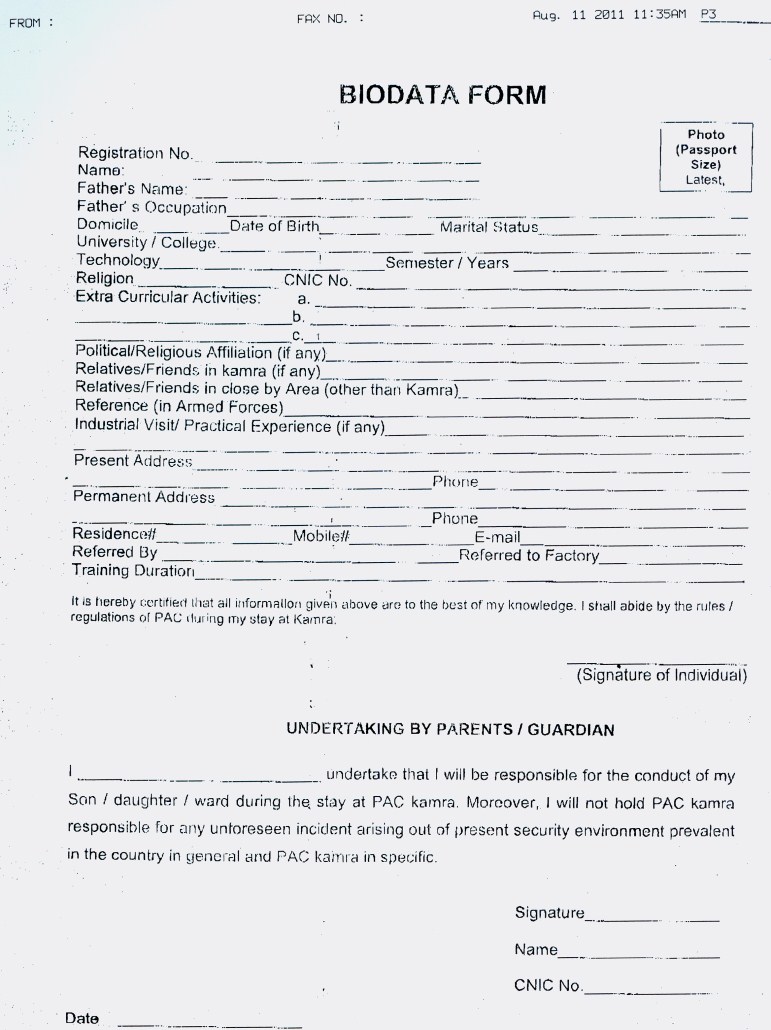 FROM :
FAX NO. :
Aug. 11 2011 11:35AM P3
BIODATA FORM
Photo
(Passport
Size)
Latest,
Registration No.
Name:
Father's Name:
Father's Occupation
Domicile Date of Birth Marital Status
University / College.
Technology Semester / Years
Religion CNIC No.
Extra Curricular Activities: a.
b.
c.
Political/Religious Affiliation (if any)
Relatives/Friends in kamra (if any)
Relatives/Friends in close by Area (other than Kamra)
Reference (in Armed Forces)
Industrial Visit/ Practical Experience (if any)
Present Address
Phone
Permanent Address
Phone
Residence# Mobile# E-mail
Referred By Referred to Factory
Training Duration
It is hereby certified that all information given above are to the best of my knowledge. I shall abide by the rules /
regulations of PAC during my stay at Kamra.
(Signature of Individual)
UNDERTAKING BY PARENTS / GUARDIAN
I undertake that I will be responsible for the conduct of my
Son / daughter / ward during the stay at PAC kamra. Moreover, I will not hold PAC kamra
responsible for any unforeseen incident arising out of present security environment prevalent
in the country in general and PAC kamra in specific.
Signature
Name
CNIC No.
Date